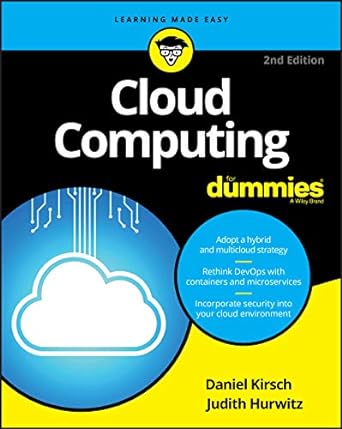 LEARNING MADE EASY
2nd Edition
Cloud
Computing
for
dummies®
A Wiley Brand
Adopt a hybrid
and multicloud strategy
Rethink DevOps with
containers and microservices
Incorporate security into
your cloud environment
Daniel Kirsch
Judith Hurwitz